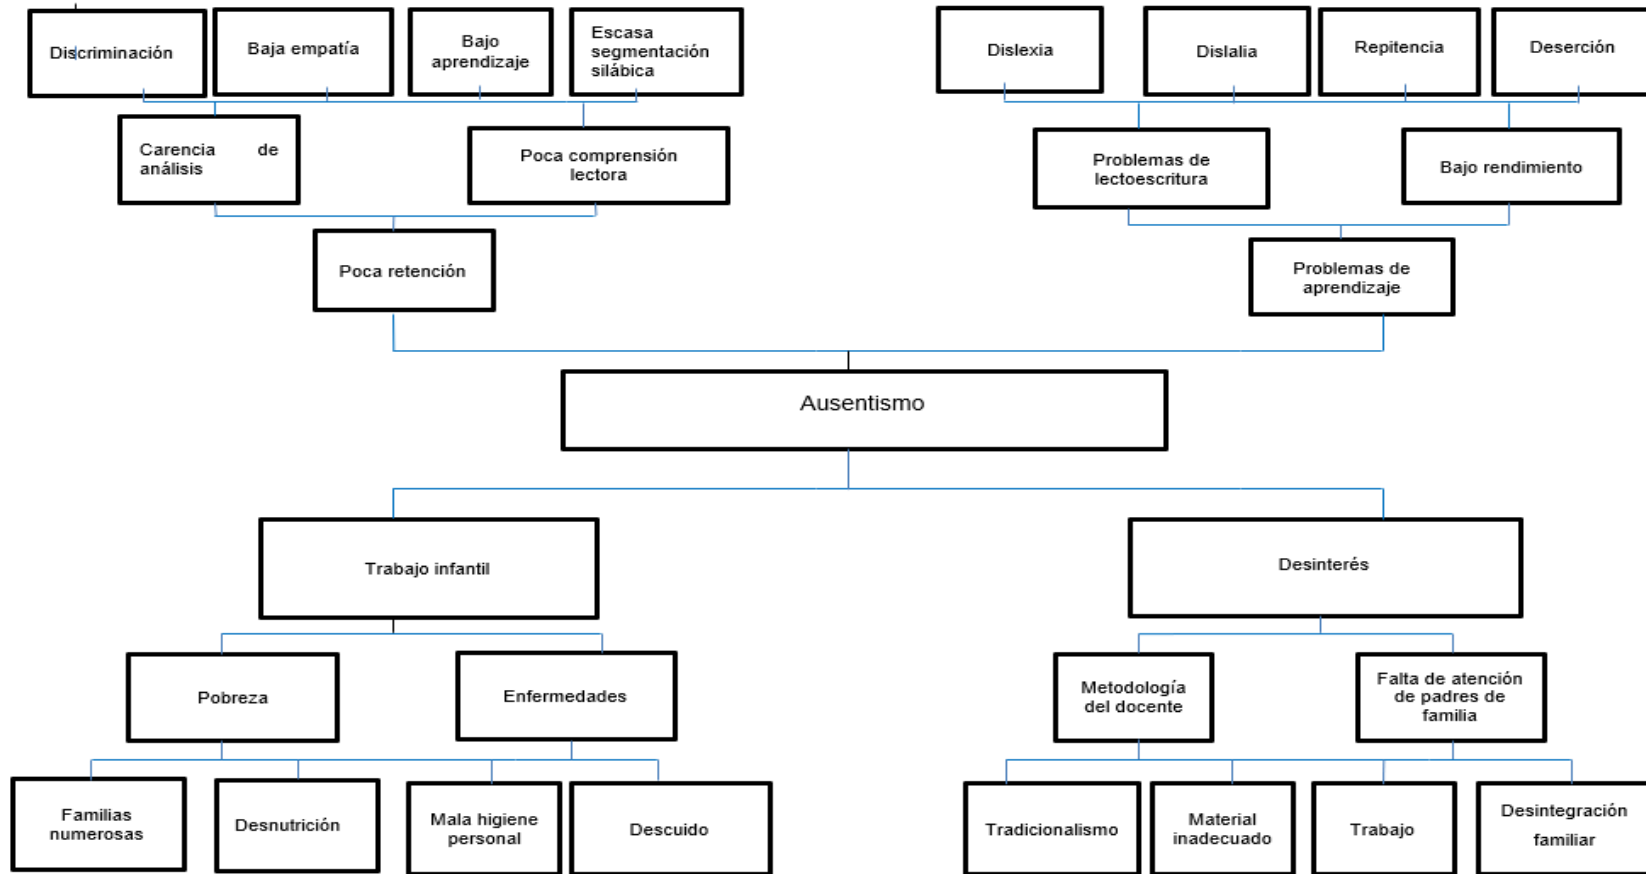 Discriminación
Baja empatía
Bajo
aprendizaje
Escasa
segmentación
silábica
Dislexia
Dislalia
Repitencia
Deserción
Carencia de
análisis
Poca comprensión
lectora
Problemas de
lectoescritura
Bajo rendimiento
Poca retención
Problemas de
aprendizaje
Ausentismo
Trabajo infantil
Desinterés
Pobreza
Enfermedades
Metodología
del docente
Falta de atención
de padres de
familia
Familias
numerosas
Desnutrición
Mala higiene
personal
Descuido
Tradicionalismo
Material
inadecuado
Trabajo
Desintegración
familiar